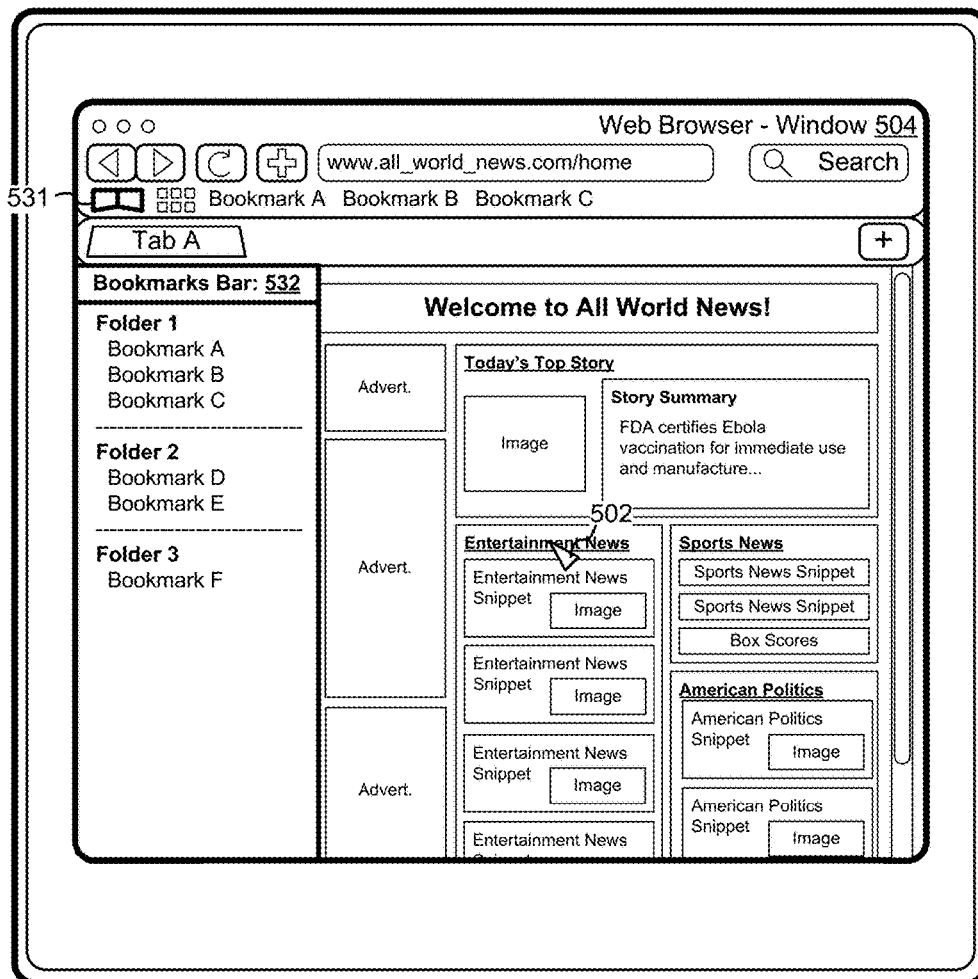 Web Browser - Window 504
www.all_world_news.com/home
Search
531
Bookmark A Bookmark B Bookmark C
Tab A
+
Bookmarks Bar: 532
Folder 1
Bookmark A
Bookmark B
Bookmark C
Folder 2
Bookmark D
Bookmark E
Folder 3
Bookmark F
Welcome to All World News!
Advert.
Advert.
Advert.
Today's Top Story
Image
Story Summary
FDA certifies Ebola
vaccination for immediate use
and manufacture...
502
Entertainment News
Entertainment News
Snippet
Image
Entertainment News
Snippet
Image
Entertainment News
Snippet
Image
Entertainment News
Sports News
Sports News Snippet
Sports News Snippet
Box Scores
American Politics
American Politics
Snippet
Image
American Politics
Snippet
Image